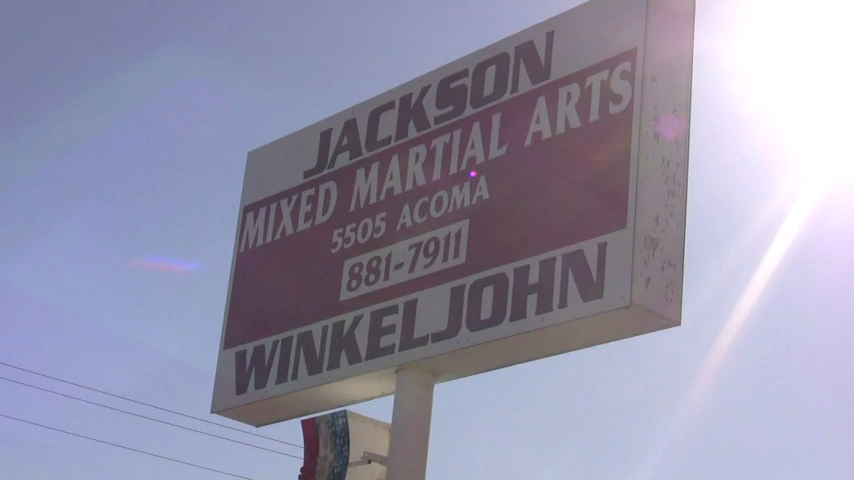 JACKSON
MIXED MARTIAL ARTS
5505 ACOMA
881-7911
WINKELJOHN